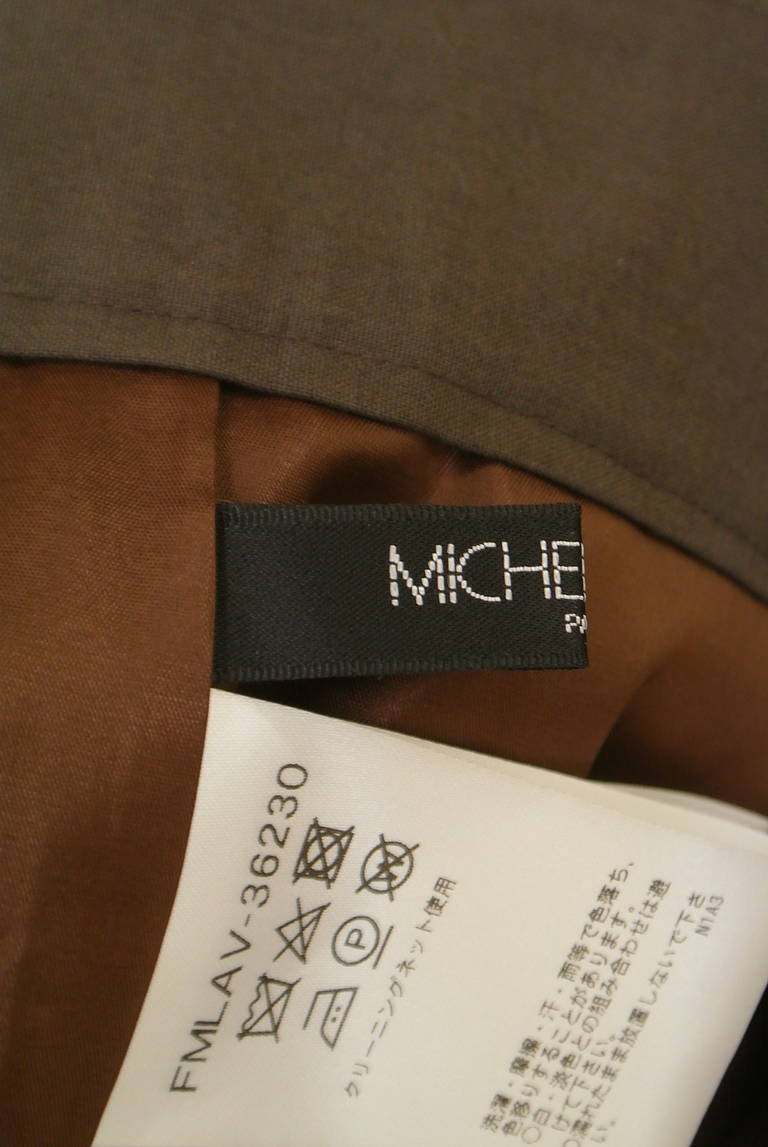 MICHE
PA
FMLAV-36230
P
W
クリーニングネット使用
洗濯・摩擦・汗・雨等で色落ち、
色移りすることがあります。
○白・淡色との組み合わせは避
けて下さい。
○濡れたまま放置しないで下さ
N1A3